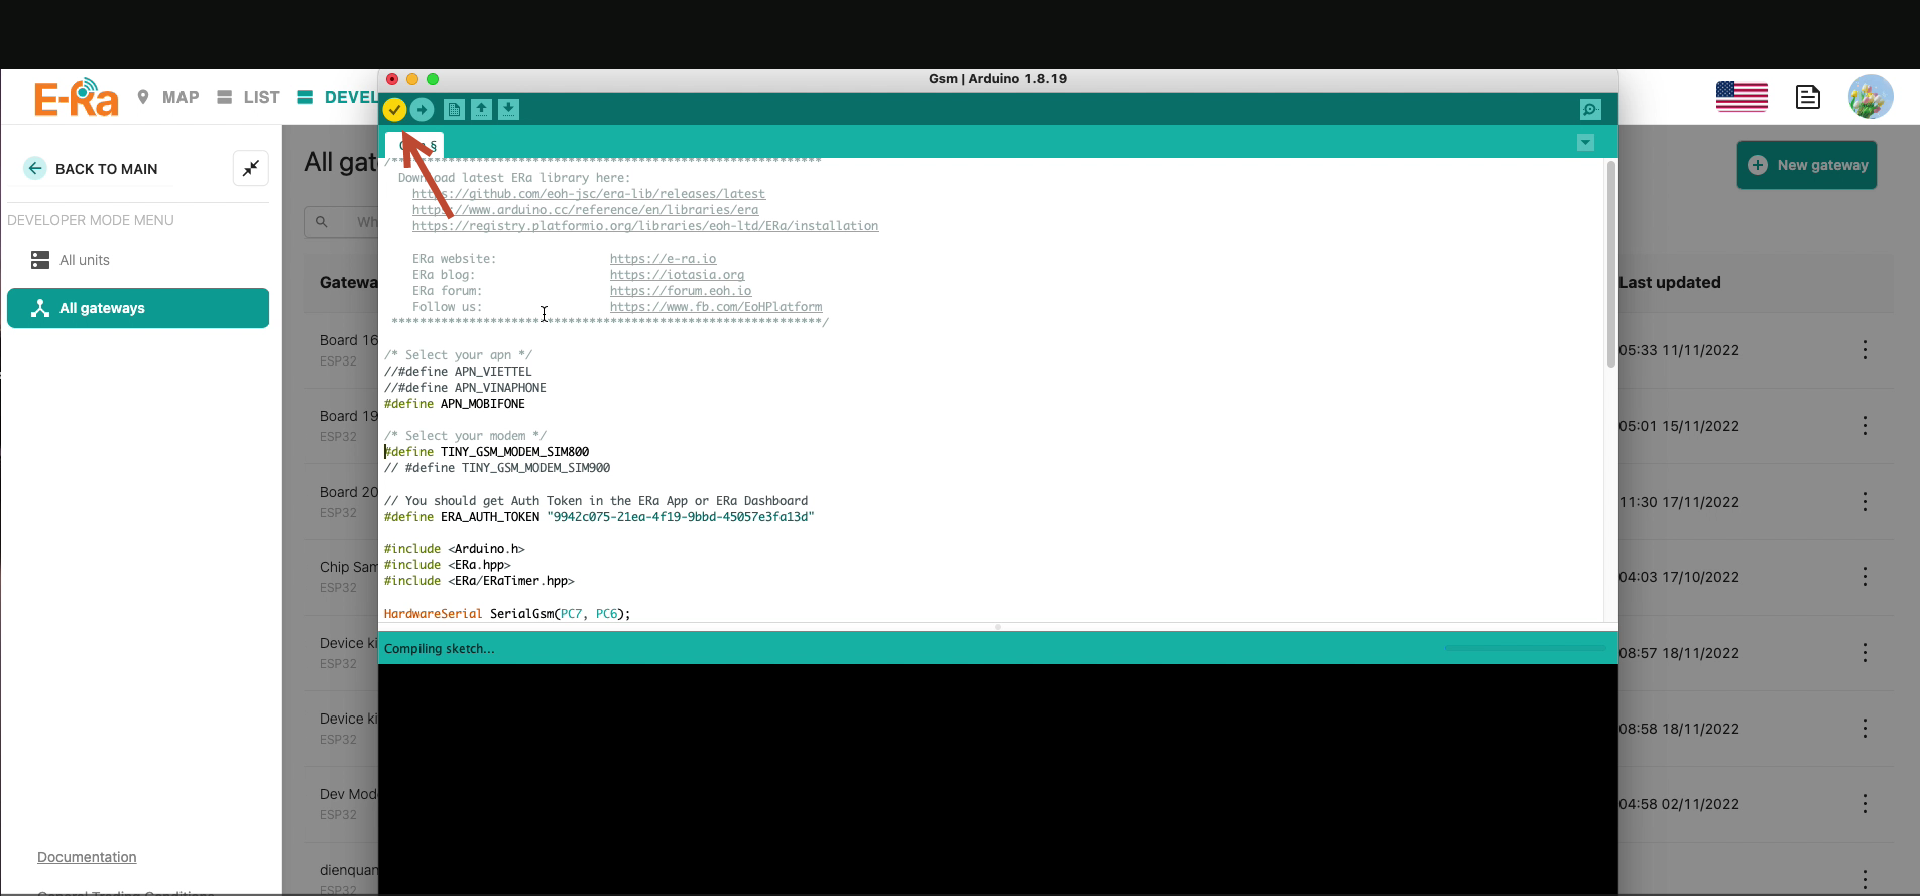 Gsm | Arduino 1.8.19
E-Ra MAP LIST DEVEL
BACK TO MAIN
DEVELOPER MODE MENU
All units
All gateways
Documentation
General Trading Conditions
All gat
New gateway
Gatewa
Last updated
Board 16
ESP32
05:33 11/11/2022
Board 19
ESP32
05:01 15/11/2022
Board 20
ESP32
11:30 17/11/2022
Chip Sam
ESP32
04:03 17/10/2022
Device ki
ESP32
08:57 18/11/2022
Device ki
ESP32
08:58 18/11/2022
Dev Mod
ESP32
04:58 02/11/2022
dienquan
ESP32
§
/*************************************************************
Download latest ERa library here:
https://github.com/eoh-jsc/era-lib/releases/latest
https://www.arduino.cc/reference/en/libraries/era
https://registry.platformio.org/libraries/eoh-ltd/ERa/installation
ERa website: https://e-ra.io
ERa blog: https://iotasia.org
ERa forum: https://forum.eoh.io
Follow us: https://www.fb.com/EoHPlatform
*************************************************************/
/* Select your apn */
//#define APN_VIETTEL
//#define APN_VINAPHONE
#define APN_MOBIFONE
/* Select your modem */
#define TINY_GSM_MODEM_SIM800
// #define TINY_GSM_MODEM_SIM900
// You should get Auth Token in the ERa App or ERa Dashboard
#define ERA_AUTH_TOKEN "9942c075-21ea-4f19-9bbd-45057e3fa13d"
#include <Arduino.h>
#include <ERa.hpp>
#include <ERa/ERaTimer.hpp>
HardwareSerial SerialGsm(PC7, PC6);
Compiling sketch...